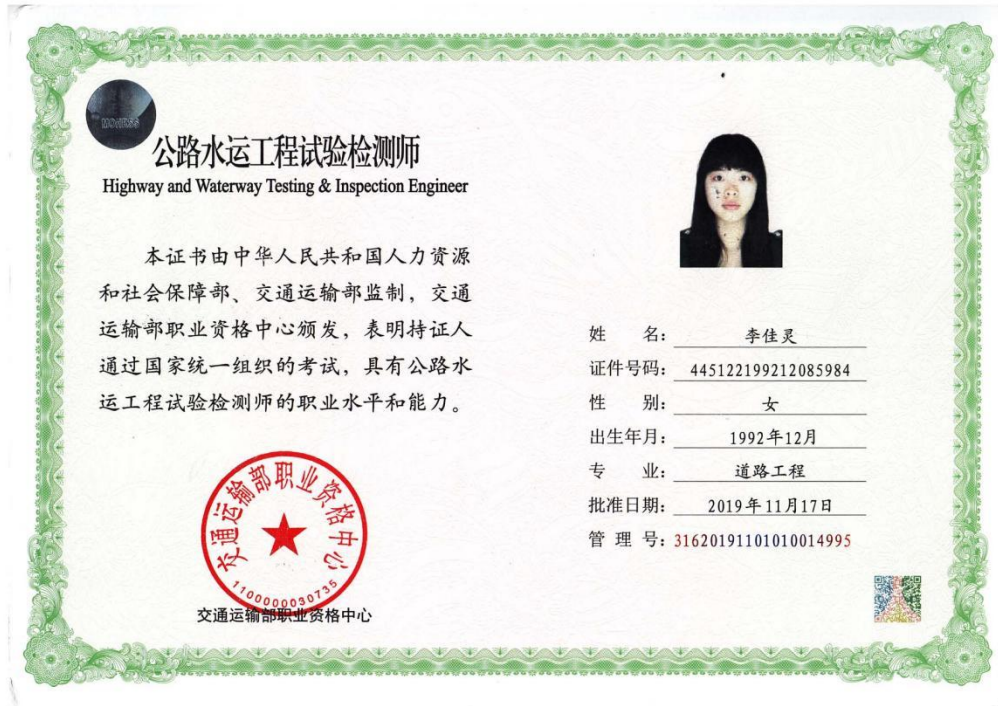 MOHRSS
公路水运工程试验检测师
Highway and Waterway Testing & Inspection Engineer
本证书由中华人民共和国人力资源
和社会保障部、交通运输部监制，交通
运输部职业资格中心颁发，表明持证人
通过国家统一组织的考试，具有公路水
运工程试验检测师的职业水平和能力。
交通运输部职业资格中心
1100000030735
交通运输部职业资格中心
姓 名： 李佳灵
证件号码： 445122199212085984
性 别： 女
出生年月： 1992年12月
专 业： 道路工程
批准日期： 2019年11月17日
管 理 号： 31620191101010014995